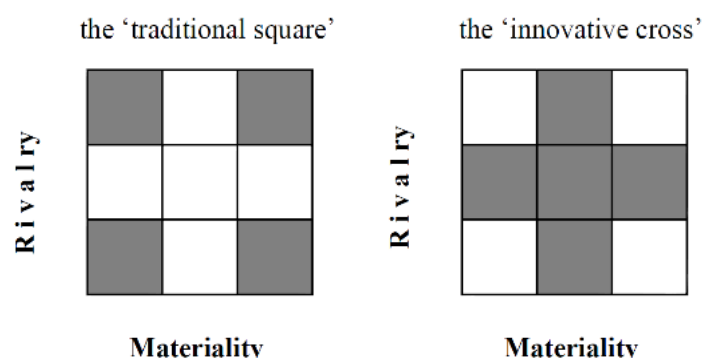 the ‘traditional square’
the ‘innovative cross’
Rivalry
Rivalry
Materiality
Materiality